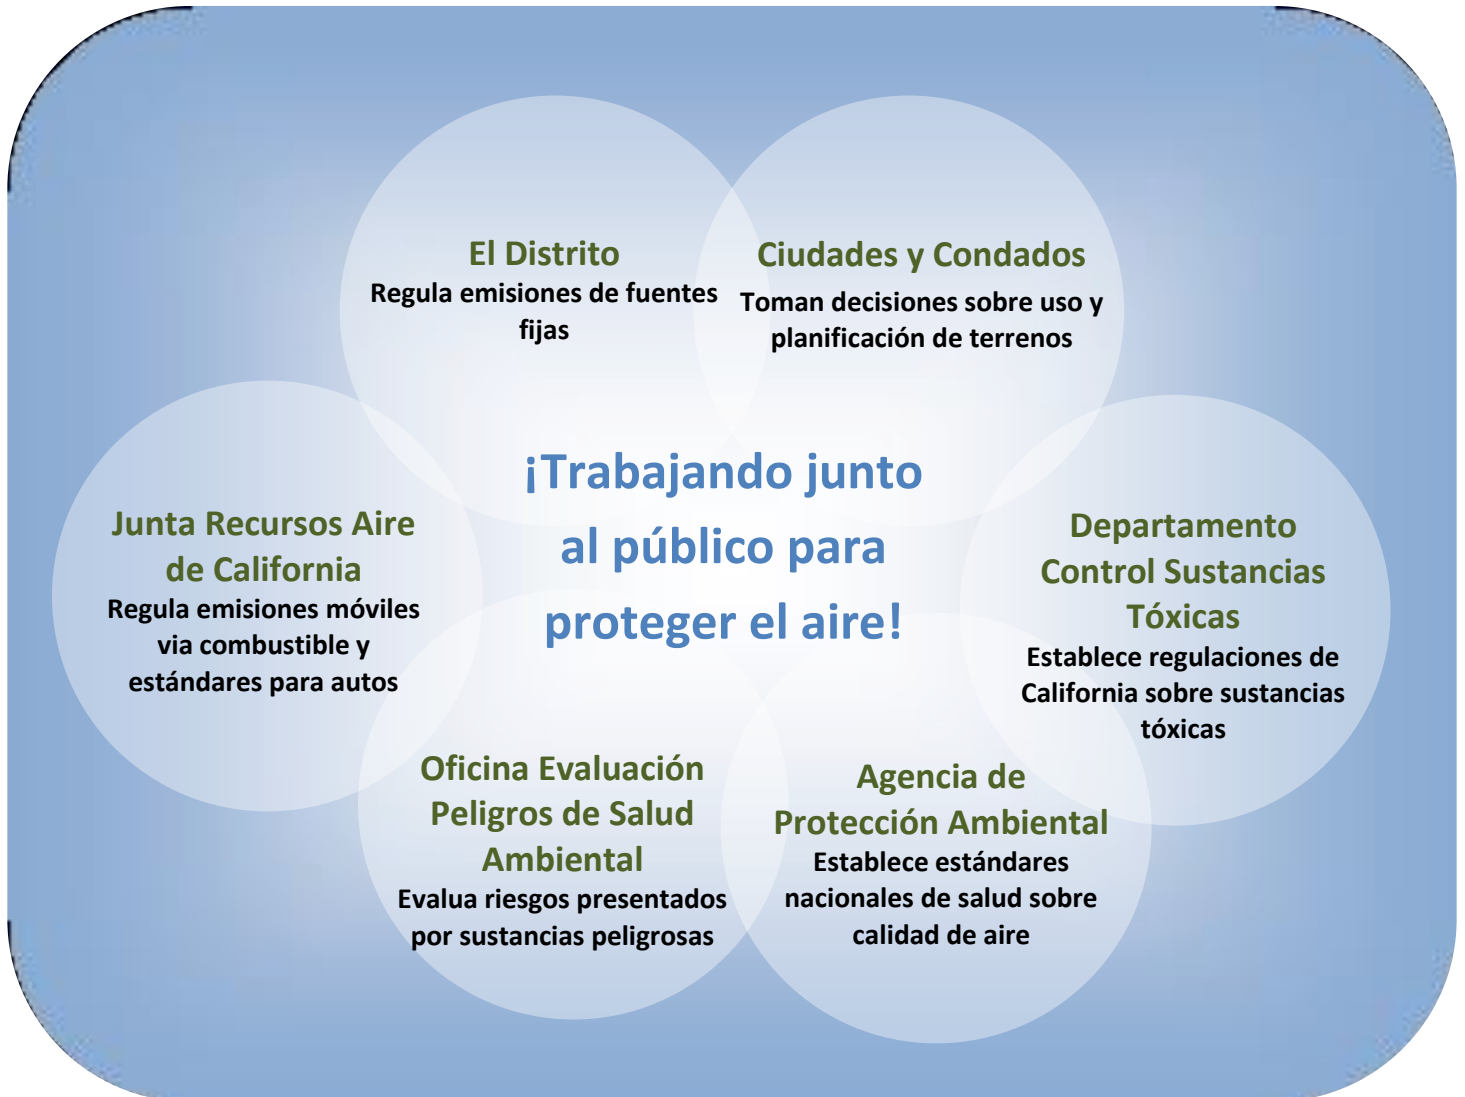 El Distrito
Regula emisiones de fuentes
fijas
Ciudades y Condados
Toman decisiones sobre uso y
planificación de terrenos
¡Trabajando junto
al público para
proteger el aire!
Junta Recursos Aire
de California
Regula emisiones móviles
via combustible y
estándares para autos
Departamento
Control Sustancias
Tóxicas
Establece regulaciones de
California sobre sustancias
tóxicas
Oficina Evaluación
Peligros de Salud
Ambiental
Evalua riesgos presentados
por sustancias peligrosas
Agencia de
Protección Ambiental
Establece estándares
nacionales de salud sobre
calidad de aire